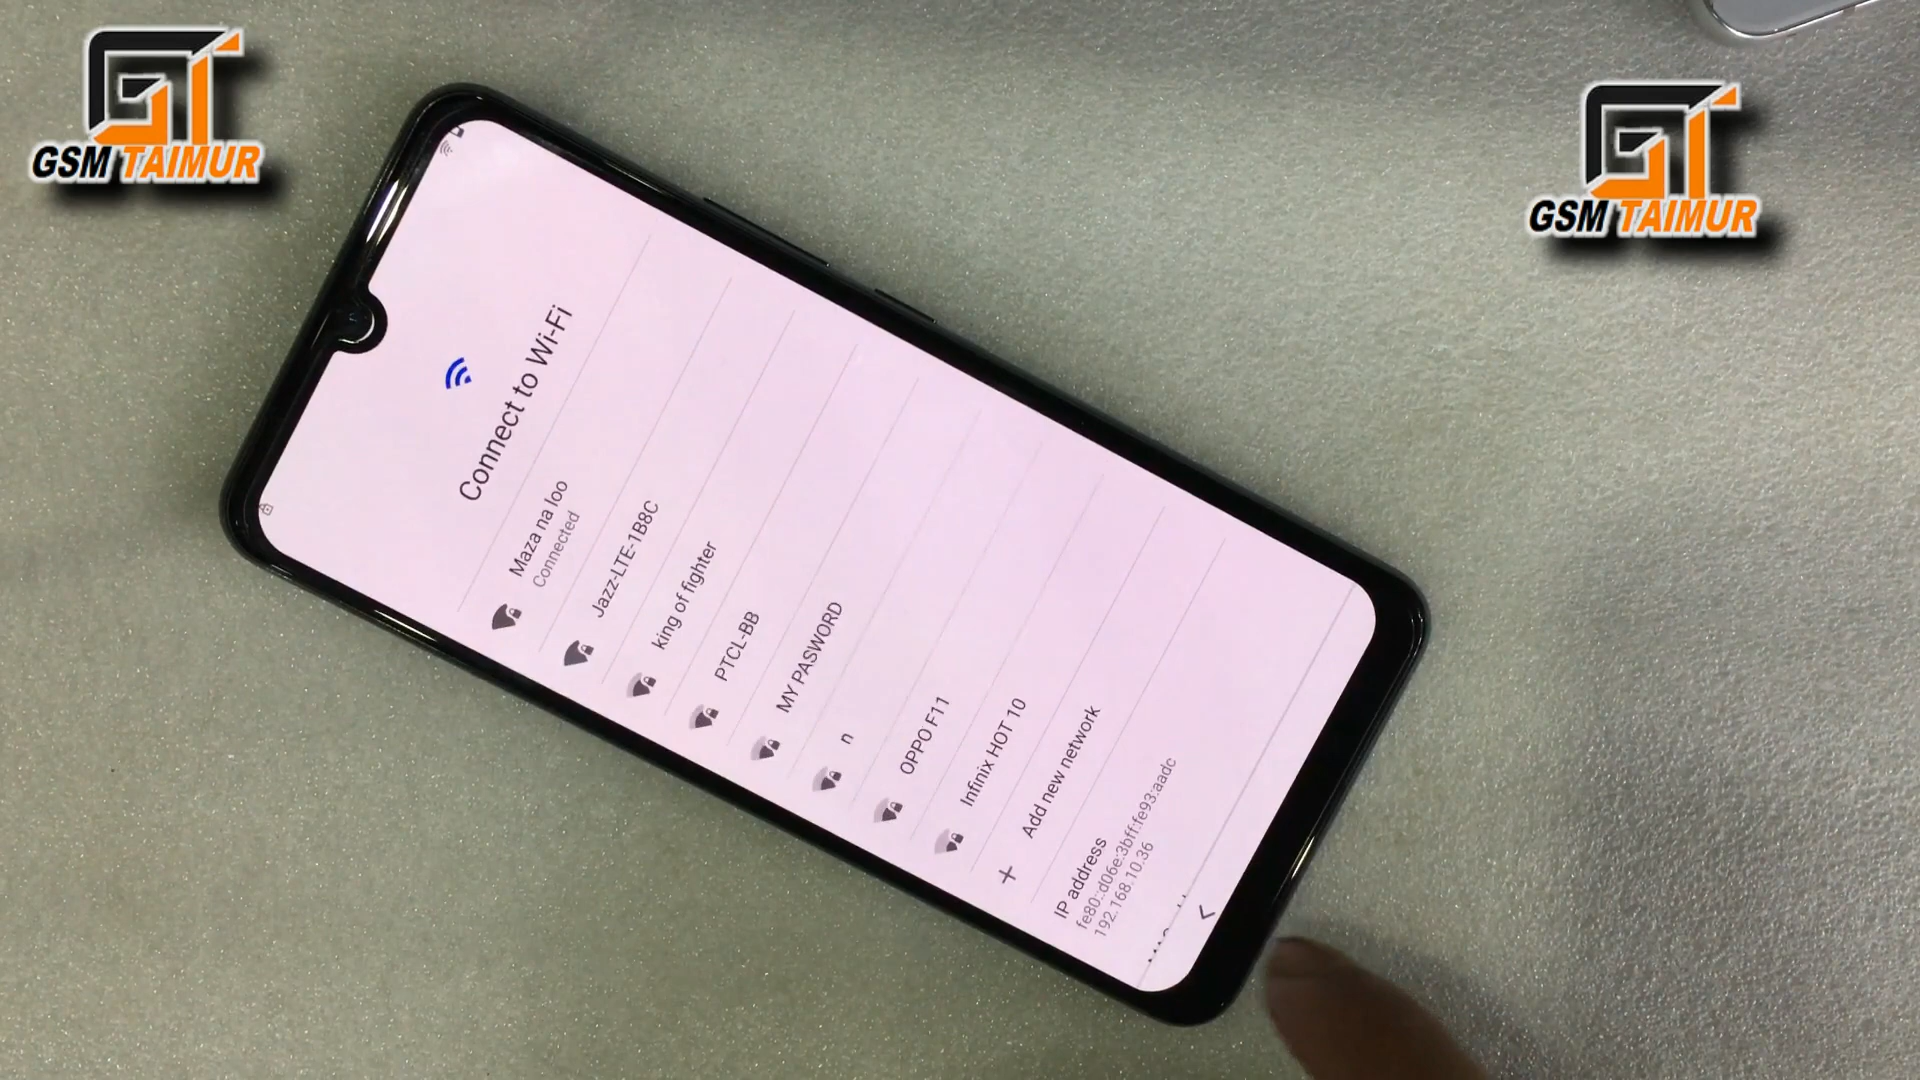 GSM TAIMUR
GSM TAIMUR
Connect to Wi-Fi
Maza na loo
Connected
Jazz-LTE-1B8C
king of fighter
PTCL-BB
MY PASWORD
n
OPPO F11
Infinix HOT 10
Add new network
IP address
fe80::d06e:3bff:fe93:aadc
192.168.10.36